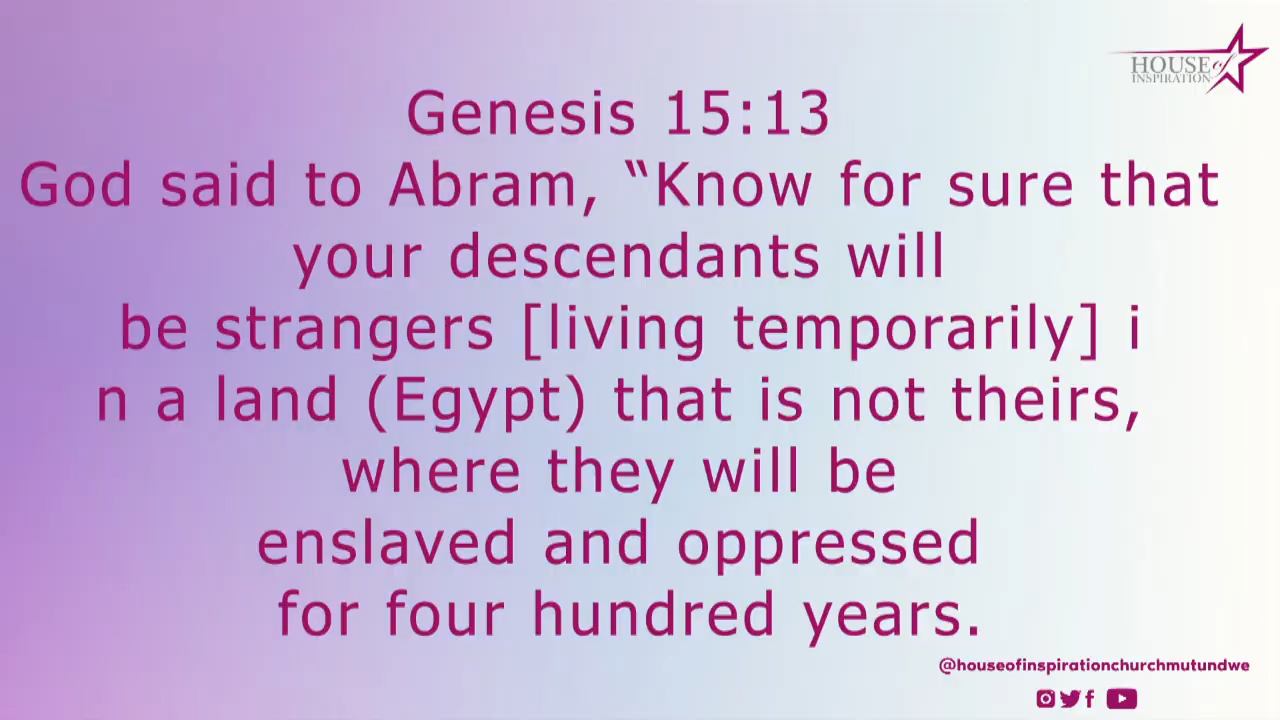 HOUSE of
INSPIRATION
Genesis 15:13
God said to Abram, “Know for sure that
your descendants will
be strangers [living temporarily] i
n a land (Egypt) that is not theirs,
where they will be
enslaved and oppressed
for four hundred years.
@houseofinspirationchurchmutundwe